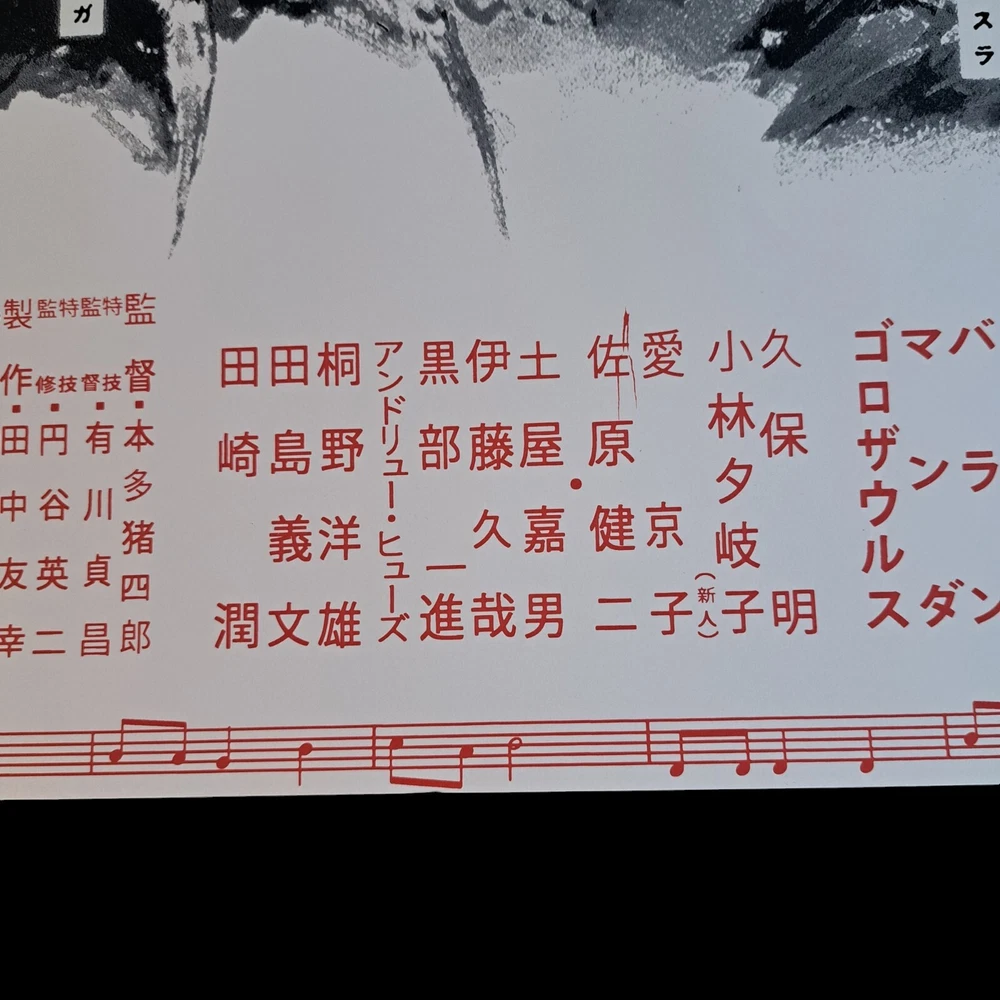 スラ
ガ
バラン
マンダ
ゴロザウルス
久保明
小林夕岐子(新人)
愛京子
佐原健二・
土屋嘉男
伊藤久哉
黒部一進
アンドリュー・ヒューズ
桐野洋雄
田島義文
田崎潤
監督・本多猪四郎
特技監督・有川貞昌
特技監修・円谷英二
製作・田中友幸